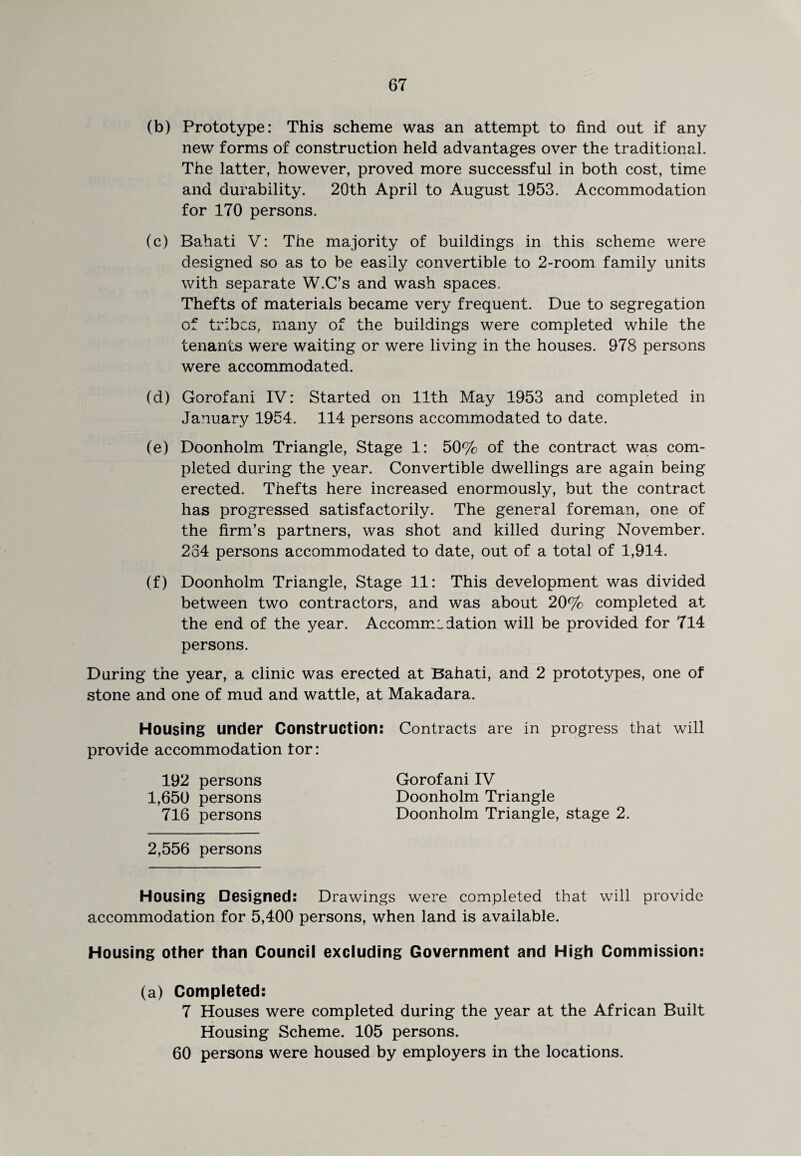 67
(b) Prototype: This scheme was an attempt to find out if any
new forms of construction held advantages over the traditional.
The latter, however, proved more successful in both cost, time
and durability. 20th April to August 1953. Accommodation
for 170 persons.
(c) Bahati V: The majority of buildings in this scheme were
designed so as to be easily convertible to 2-room family units
with separate W.C's and wash spaces.
Thefts of materials became very frequent. Due to segregation
of tribes, many of the buildings were completed while the
tenants were waiting or were living in the houses. 978 persons
were accommodated.
(d) Gorofani IV: Started on 11th May 1953 and completed in
January 1954. 114 persons accommodated to date.
(e) Doonholm Triangle, Stage 1: 50% of the contract was com-
pleted during the year. Convertible dwellings are again being
erected. Thefts here increased enormously, but the contract
has progressed satisfactorily. The general foreman, one of
the firm's partners, was shot and killed during November.
264 persons accommodated to date, out of a total of 1,914.
(f) Doonholm Triangle, Stage 11: This development was divided
between two contractors, and was about 20% completed at
the end of the year. Accommodation will be provided for 714
persons.
During the year, a clinic was erected at Bahati, and 2 prototypes, one of
stone and one of mud and wattle, at Makadara.
Housing under Construction: Contracts are in progress that will
provide accommodation for:
192 persons Gorofani IV
1,650 persons Doonholm Triangle
716 persons Doonholm Triangle, stage 2.
2,556 persons
Housing Designed: Drawings were completed that will provide
accommodation for 5,400 persons, when land is available.
Housing other than Council excluding Government and High Commission:
(a) Completed:
7 Houses were completed during the year at the African Built
Housing Scheme. 105 persons.
60 persons were housed by employers in the locations.